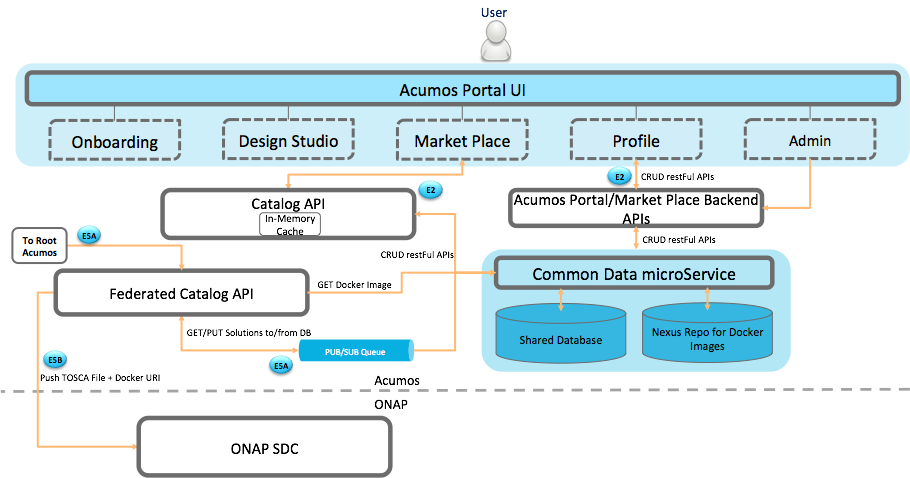 User
Acumos Portal UI
Onboarding
Design Studio
Market Place
Profile
Admin
E2
E2
CRUD restFul APIs
Catalog API
In-Memory
Cache
Acumos Portal/Market Place Backend
APIs
To Root
Acumos
E5A
CRUD restFul APIs
CRUD restFul APIs
Federated Catalog API
GET Docker Image
Common Data microService
GET/PUT Solutions to/from DB
Shared Database
Nexus Repo for Docker
Images
PUB/SUB Queue
E5B
E5A
Push TOSCA File + Docker URI
Acumos
ONAP
ONAP SDC